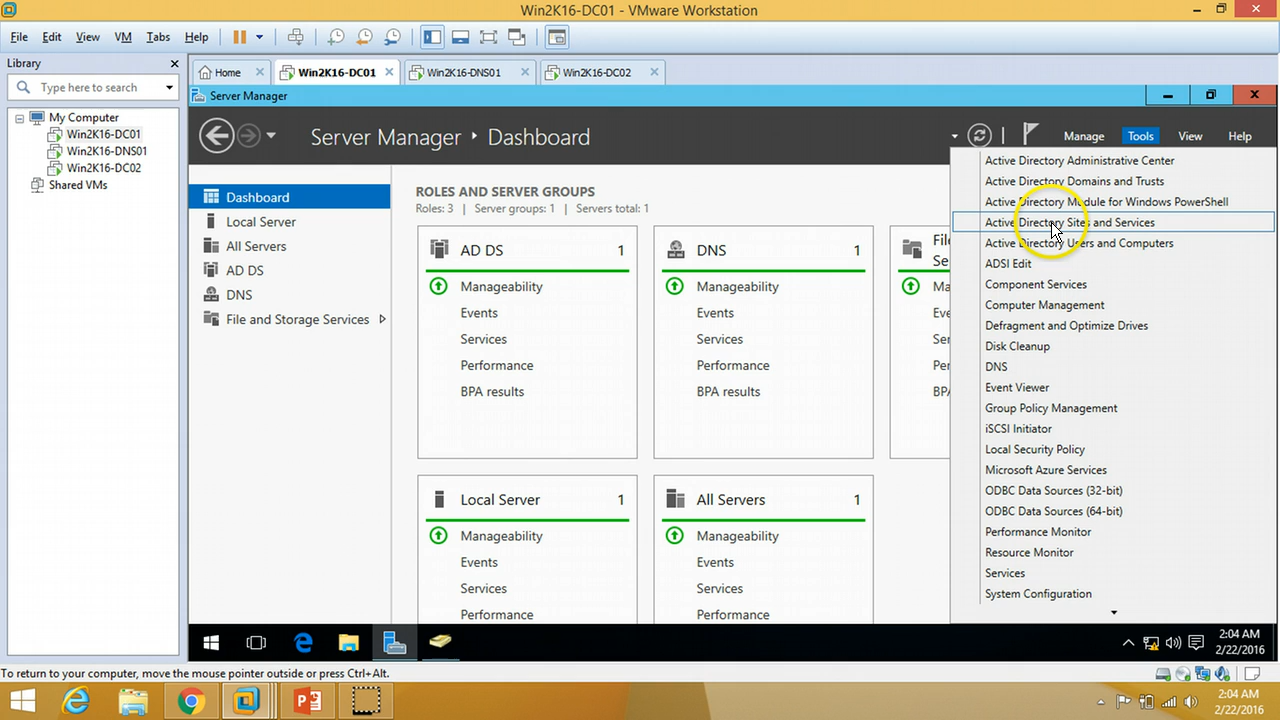 Win2K16-DC01 - VMware Workstation
File Edit View VM Tabs Help
Library
Type here to search
My Computer
Win2K16-DC01
Win2K16-DNS01
Win2K16-DC02
Shared VMs
Home
Win2K16-DC01
Win2K16-DNS01
Win2K16-DC02
Server Manager
Server Manager Dashboard
Manage Tools View Help
Dashboard
Local Server
All Servers
AD DS
DNS
File and Storage Services
ROLES AND SERVER GROUPS
Roles: 3 | Server groups: 1 | Servers total: 1
AD DS 1
Manageability
Events
Services
Performance
BPA results
DNS 1
Manageability
Events
Services
Performance
BPA results
Local Server 1
Manageability
Events
Services
Performance
All Servers 1
Manageability
Events
Services
Performance
Active Directory Administrative Center
Active Directory Domains and Trusts
Active Directory Module for Windows PowerShell
Active Directory Sites and Services
Active Directory Users and Computers
ADSI Edit
Component Services
Computer Management
Defragment and Optimize Drives
Disk Cleanup
DNS
Event Viewer
Group Policy Management
iSCSI Initiator
Local Security Policy
Microsoft Azure Services
ODBC Data Sources (32-bit)
ODBC Data Sources (64-bit)
Performance Monitor
Resource Monitor
Services
System Configuration
2:04 AM
2/22/2016
To return to your computer, move the mouse pointer outside or press Ctrl+Alt.
2:04 AM
2/22/2016